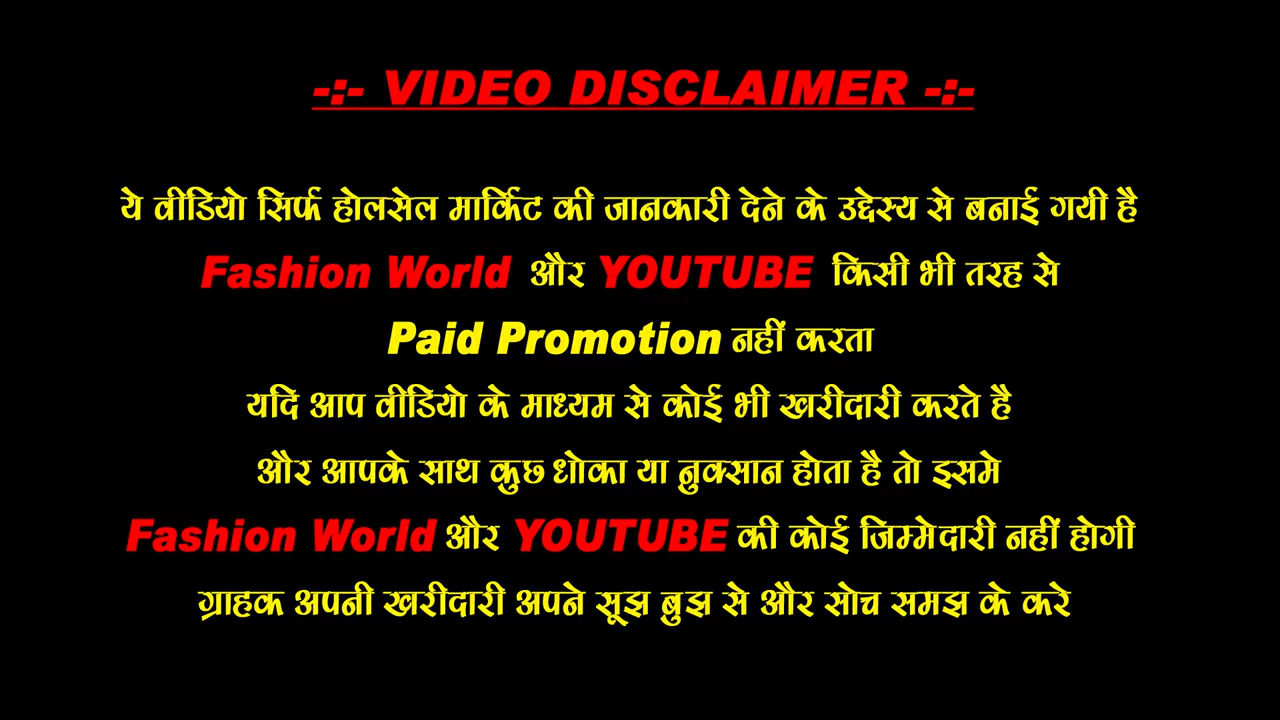 -:- VIDEO DISCLAIMER -:-
ये वीडियो सिर्फ होलसेल मार्किट की जानकारी देने के उद्देस्य से बनाई गयी है
Fashion World और YOUTUBE किसी भी तरह से
Paid Promotion नहीं करता
यदि आप वीडियो के माध्यम से कोई भी खरीदारी करते है
और आपके साथ कुछ धोका या नुक्सान होता है तो इसमे
Fashion World और YOUTUBE की कोई जिम्मेदारी नहीं होगी
ग्राहक अपनी खरीदारी अपने सूझ बुझ से और सोच समझ के करे